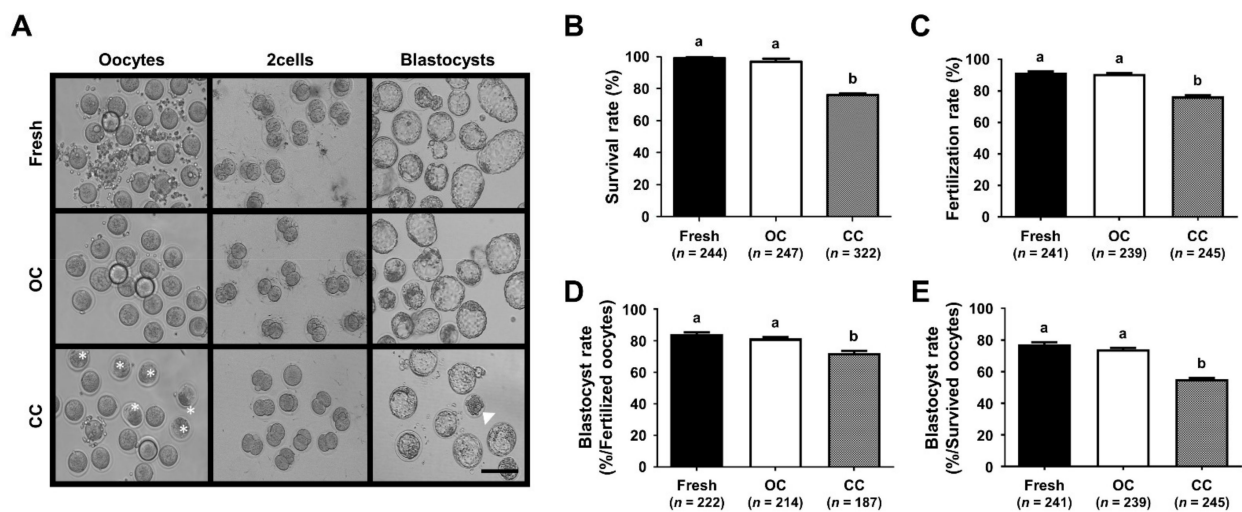 A
Oocytes
2cells
Blastocysts
Fresh
OC
CC
*
*
*
*
*
*
B
Survival rate (%)
100
80
60
40
20
0
a
a
b
Fresh
OC
CC
(n = 244)
(n = 247)
(n = 322)
C
Fertilization rate (%)
100
80
60
40
20
0
a
a
b
Fresh
OC
CC
(n = 241)
(n = 239)
(n = 245)
D
Blastocyst rate
(%/Fertilized oocytes)
100
80
60
40
20
0
a
a
b
Fresh
OC
CC
(n = 222)
(n = 214)
(n = 187)
E
Blastocyst rate
(%/Survived oocytes)
100
80
60
40
20
0
a
a
b
Fresh
OC
CC
(n = 241)
(n = 239)
(n = 245)